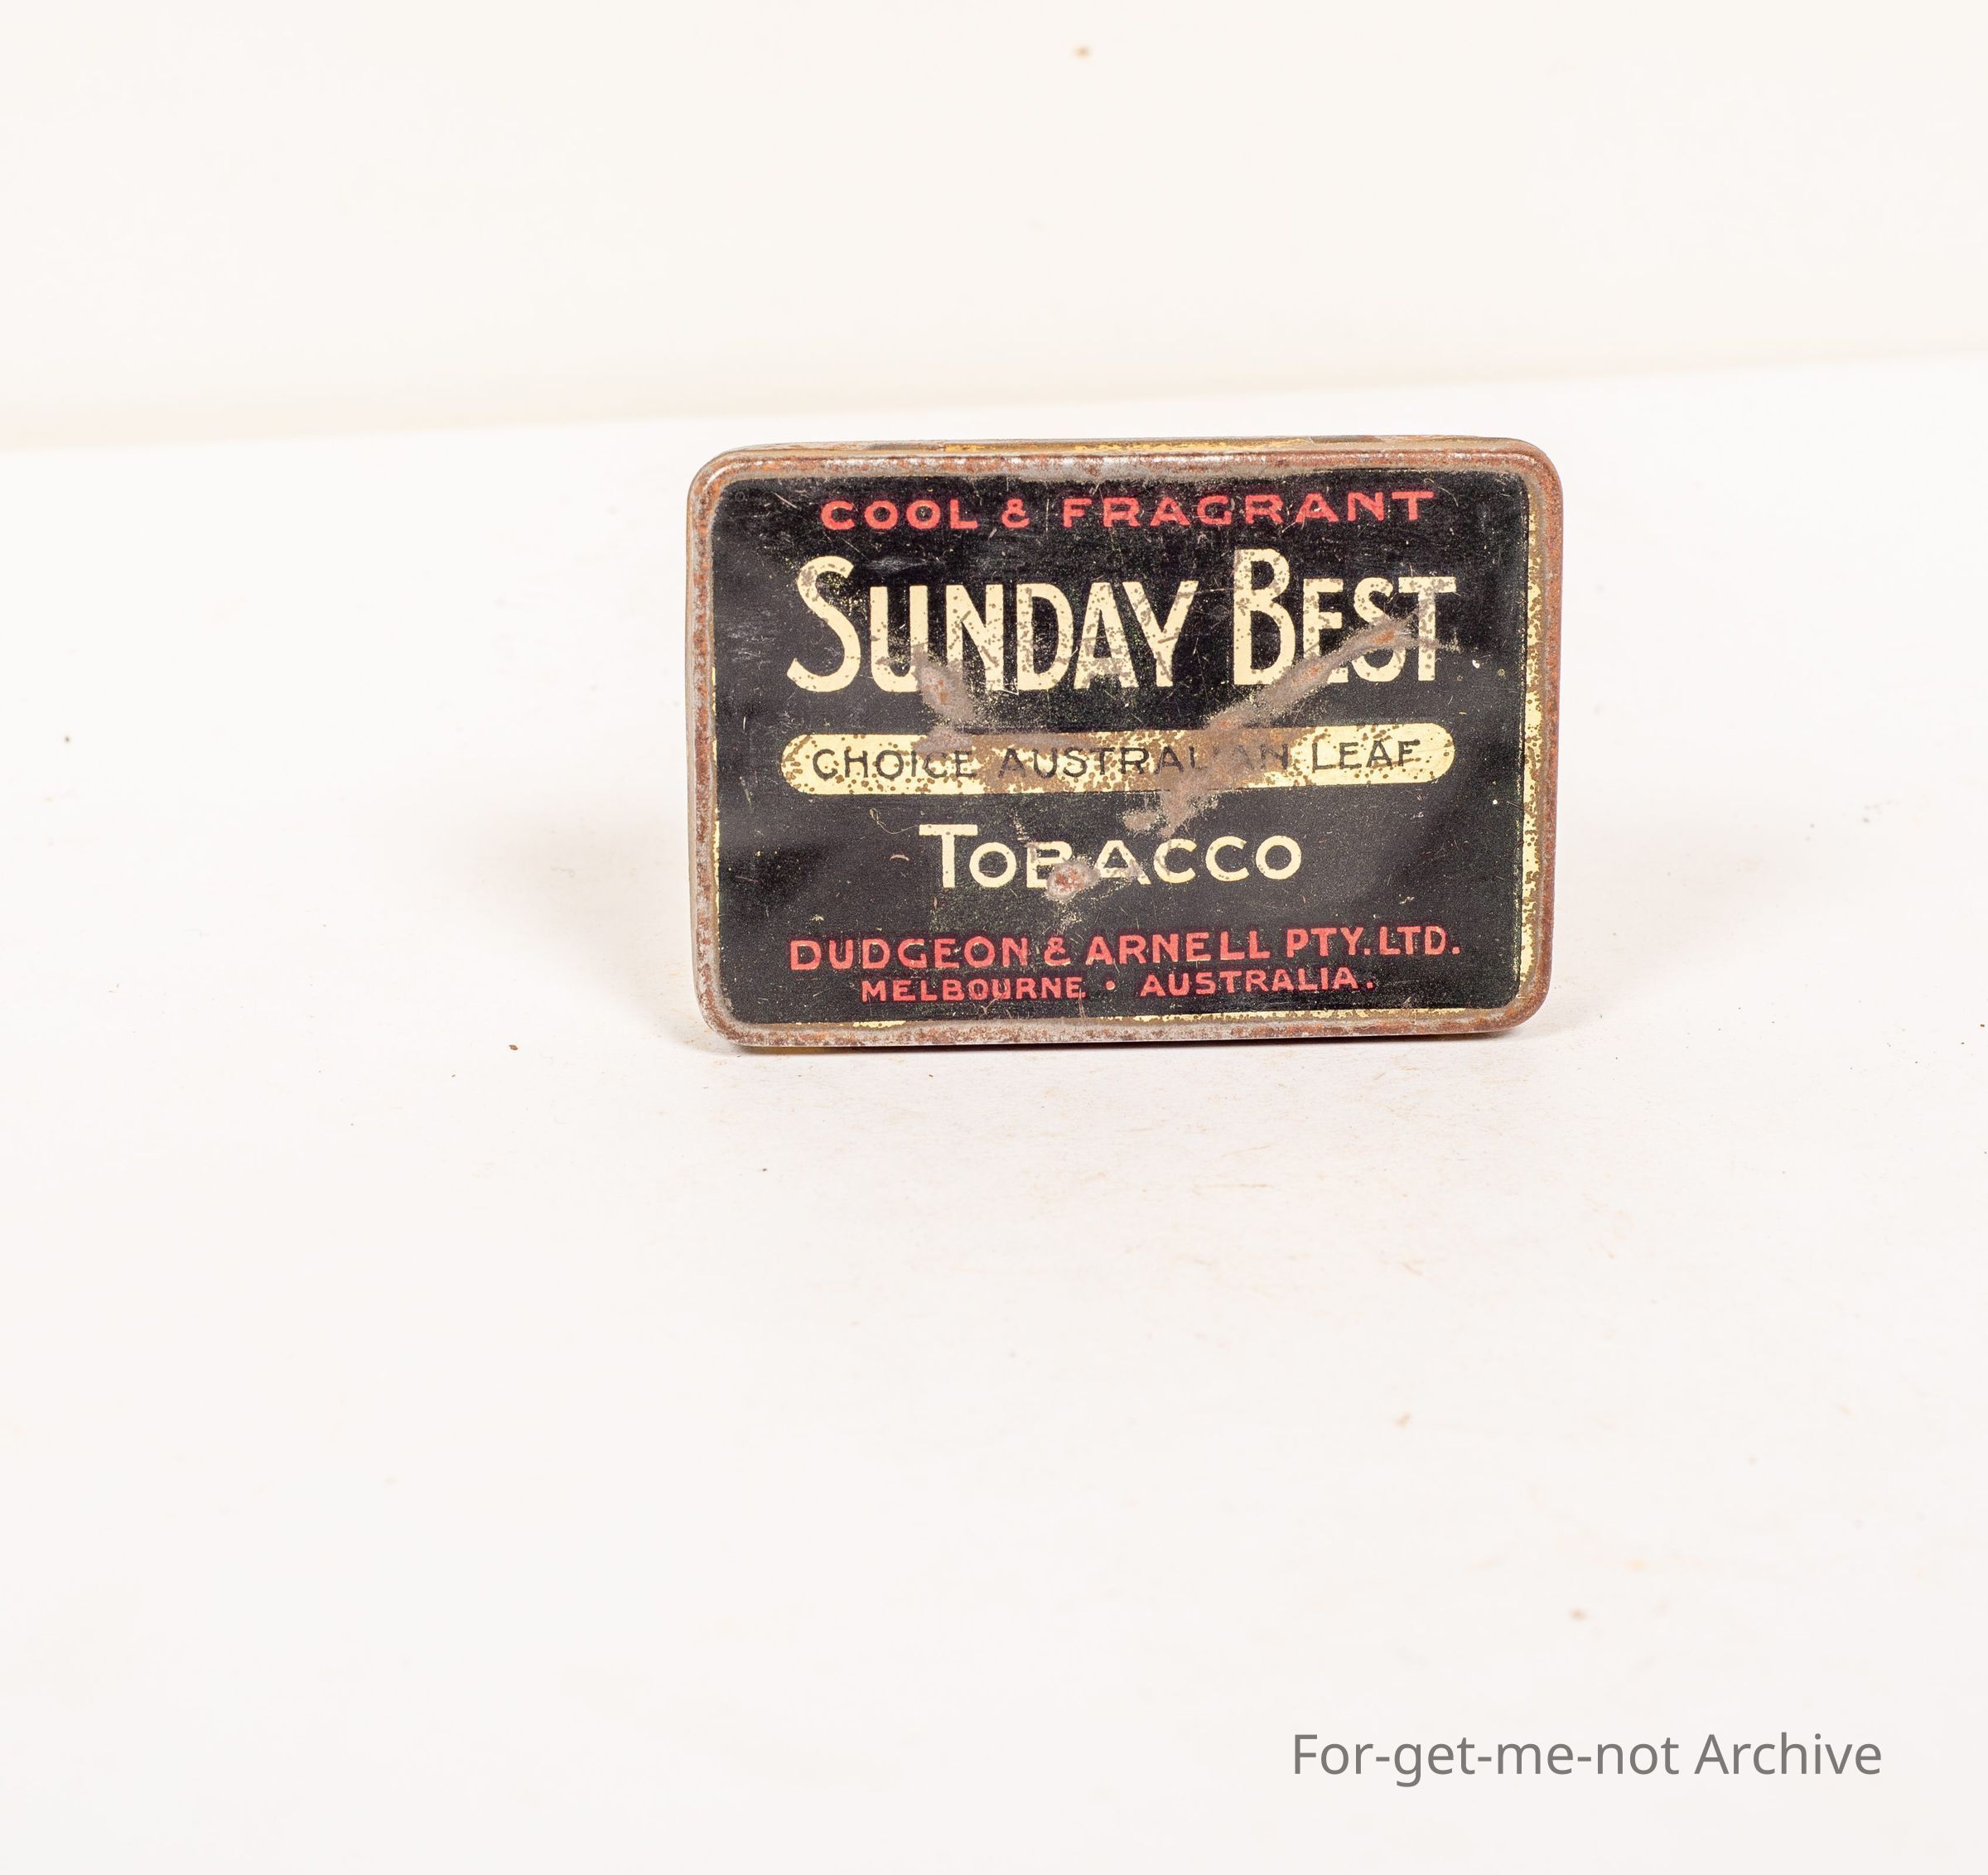 COOL & FRAGRANT
SUNDAY BEST
CHOICE AUSTRALIAN LEAF
TOBACCO
DUDGEON & ARNELL PTY. LTD.
MELBOURNE • AUSTRALIA.
For-get-me-not Archive